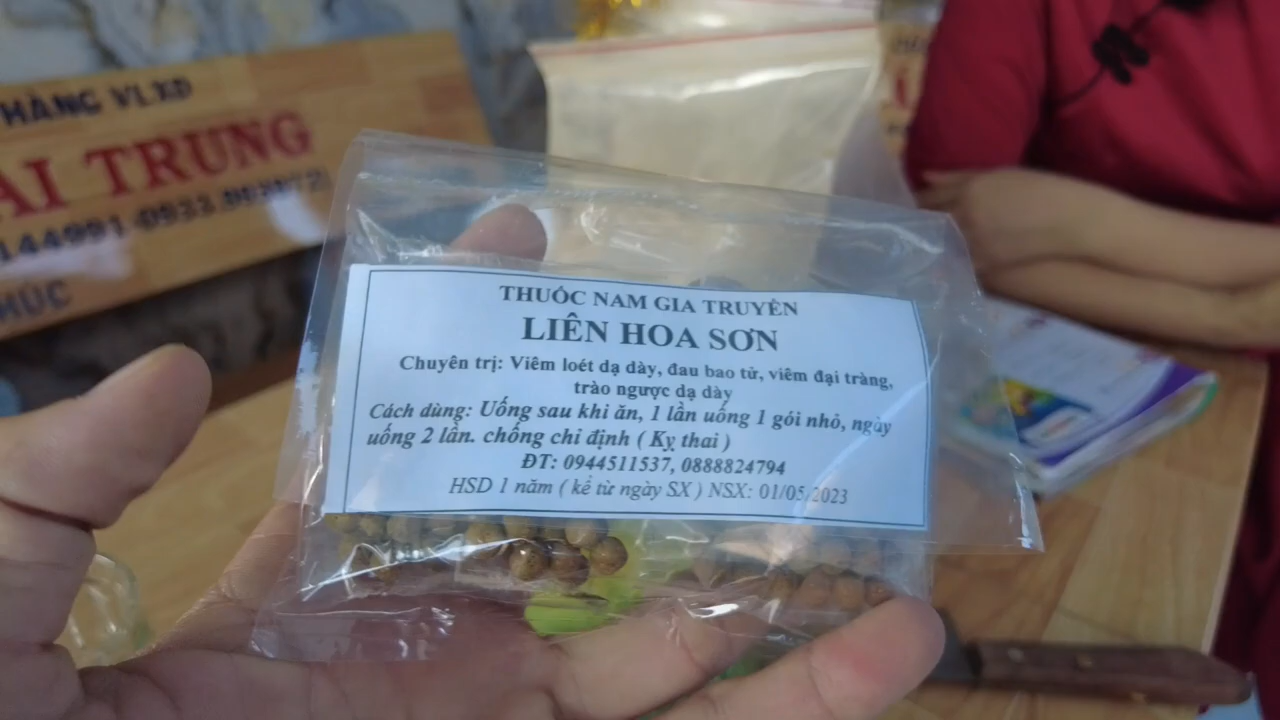 HÀNG VLXD
AI TRUNG
144991-0933
HÚC
THUỐC NAM GIA TRUYỀN
LIÊN HOA SƠN
Chuyên trị: Viêm loét dạ dày, đau bao tử, viêm đại tràng,
trào ngược dạ dày
Cách dùng: Uống sau khi ăn, 1 lần uống 1 gói nhỏ, ngày
uống 2 lần. chống chỉ định ( Kỵ thai )
ĐT: 0944511537, 0888824794
HSD 1 năm ( kể từ ngày SX ) NSX: 01/05/2023